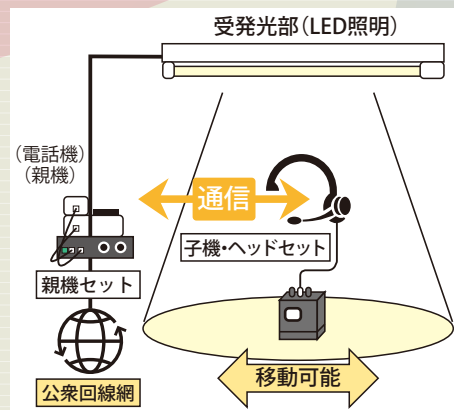 受発光部(LED照明)
(電話機)
(親機)
通信
子機・ヘッドセット
親機セット
公衆回線網
移動可能